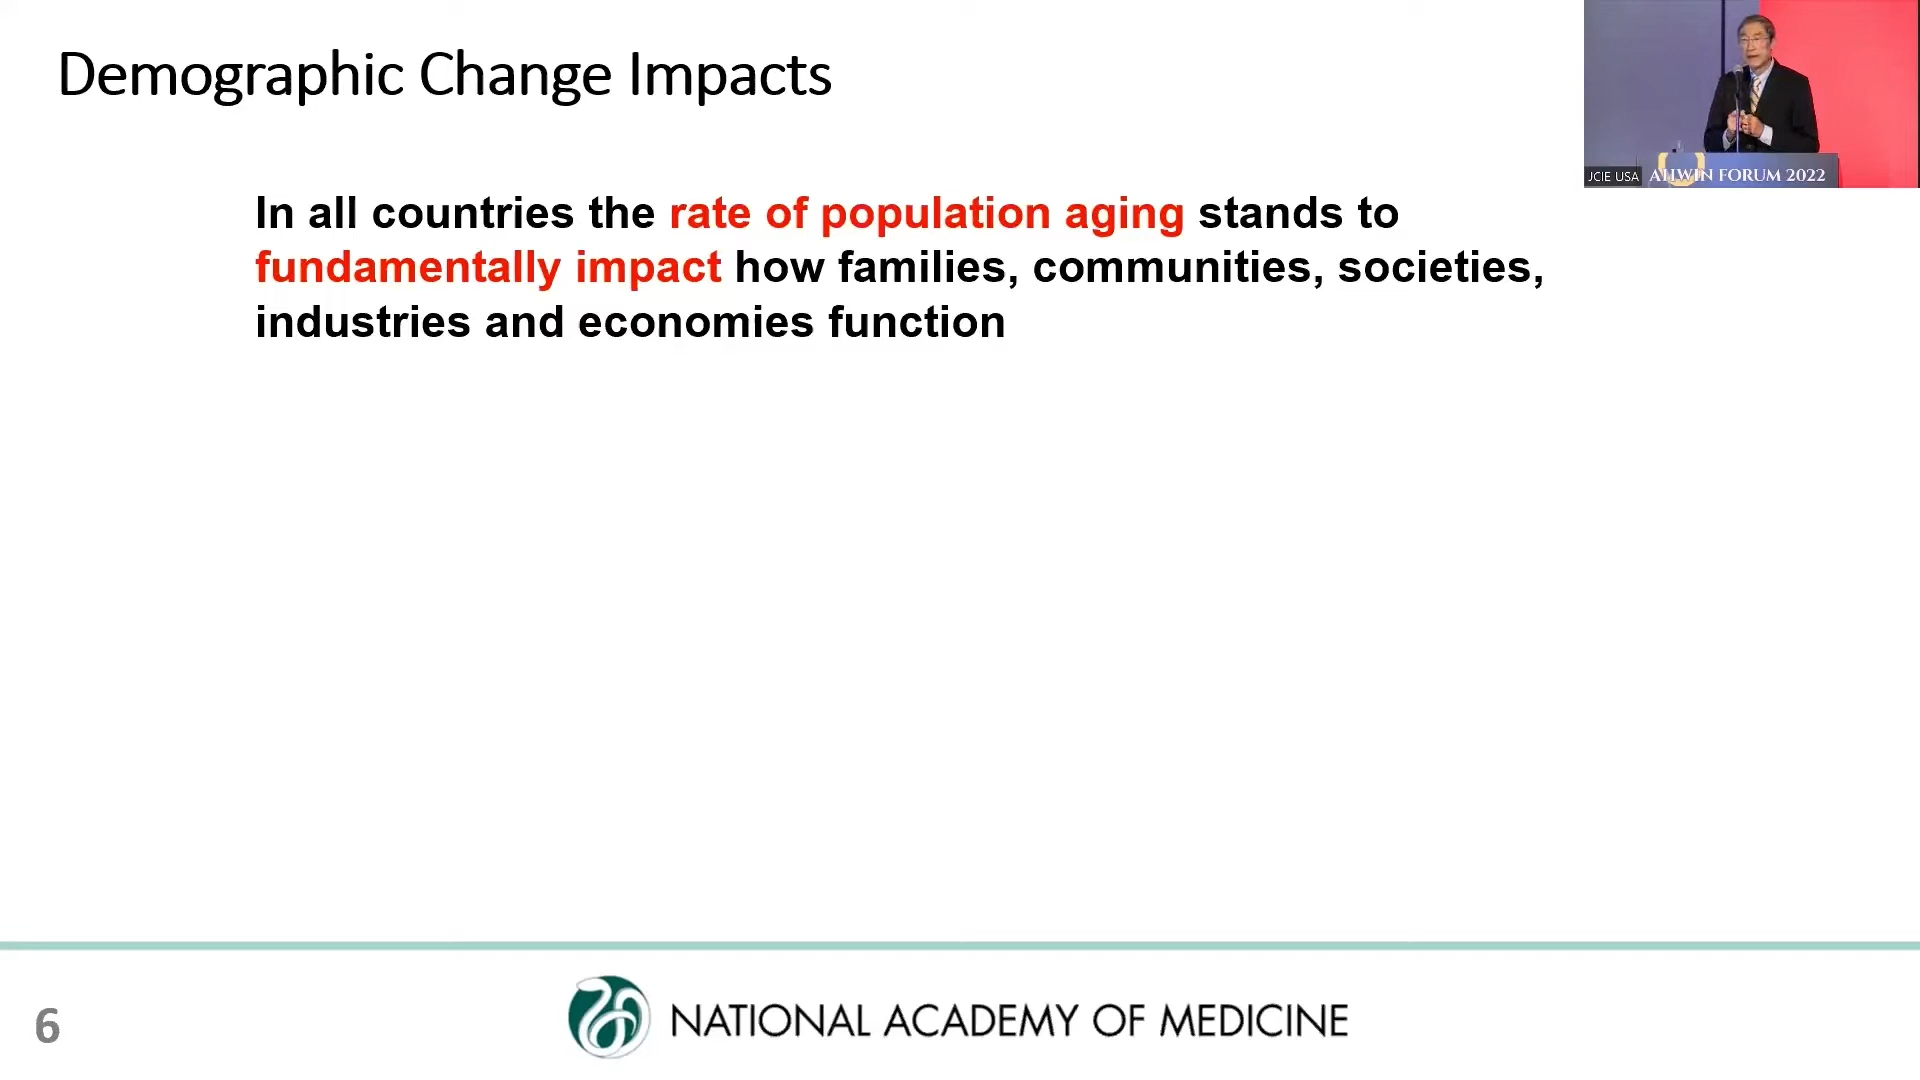 Demographic Change Impacts
JCIE USA
AHWIN FORUM 2022
In all countries the rate of population aging stands to
fundamentally impact how families, communities, societies,
industries and economies function
6
NATIONAL ACADEMY OF MEDICINE